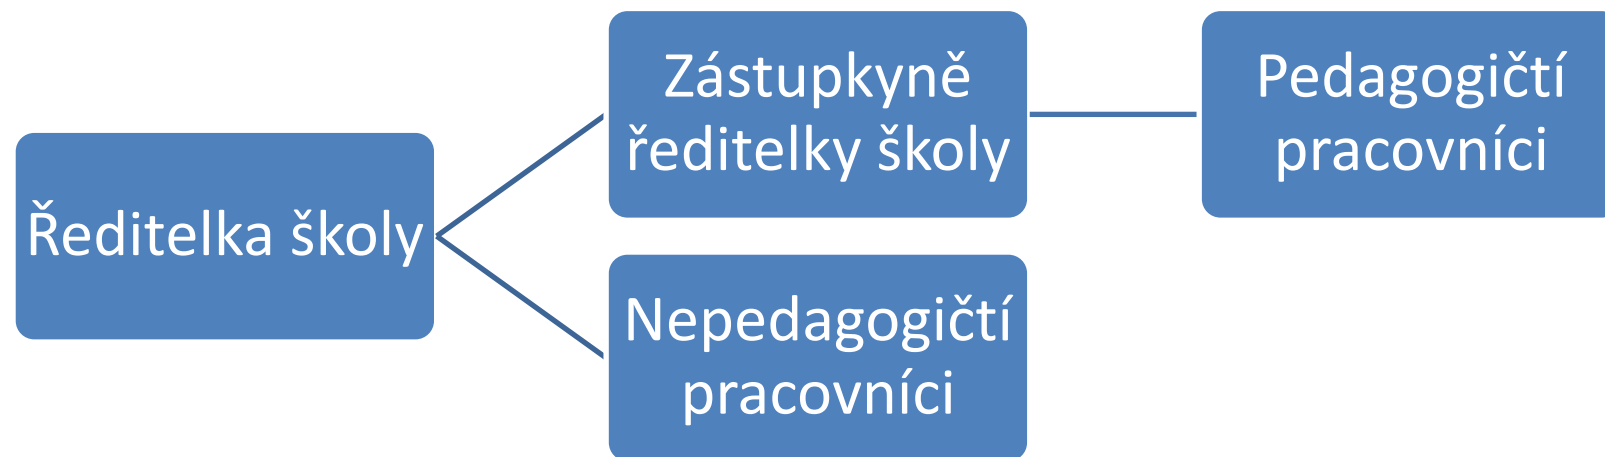 Ředitelka školy
Zástupkyně
ředitelky školy
Pedagogičtí
pracovníci
Nepedagogičtí
pracovníci